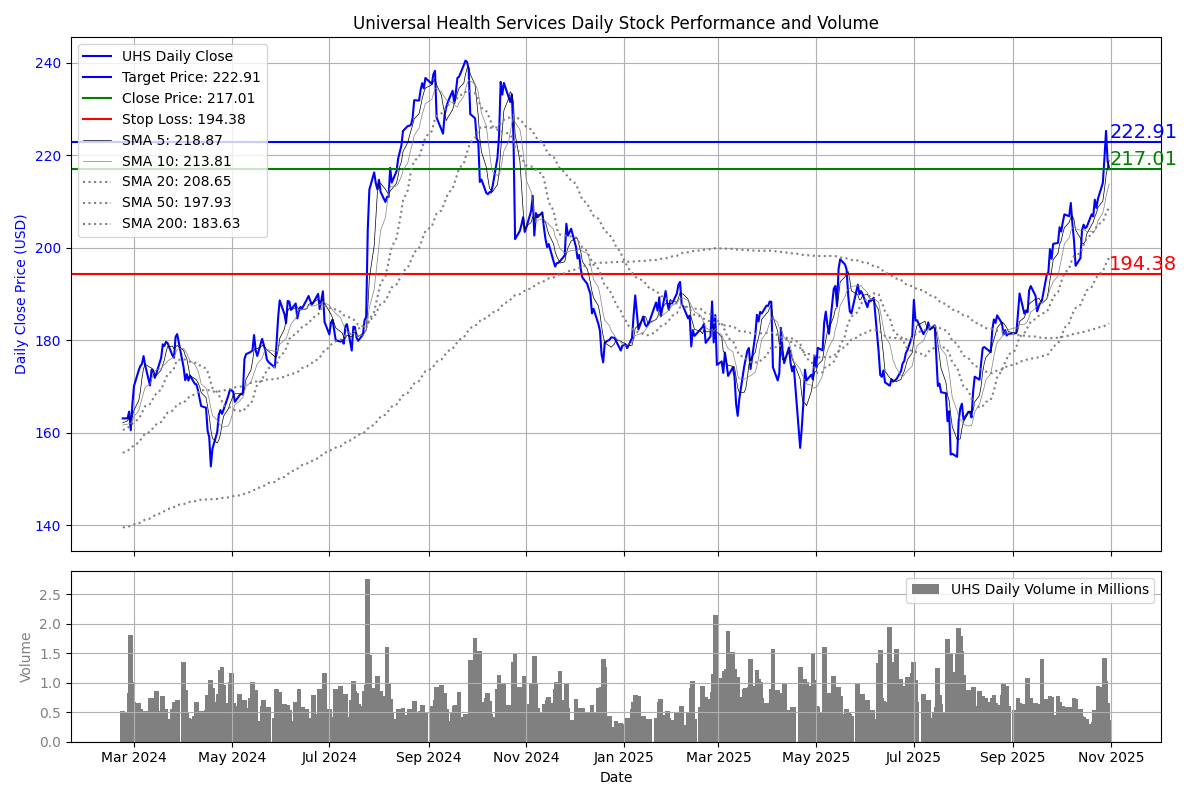 Universal Health Services Daily Stock Performance and Volume
Daily Close Price (USD)
240
220
200
180
160
140
UHS Daily Close
Target Price: 222.91
Close Price: 217.01
Stop Loss: 194.38
SMA 5: 218.87
SMA 10: 213.81
SMA 20: 208.65
SMA 50: 197.93
SMA 200: 183.63
222.91
217.01
194.38
Volume
2.5
2.0
1.5
1.0
0.5
0.0
UHS Daily Volume in Millions
Mar 2024 May 2024 Jul 2024 Sep 2024 Nov 2024 Jan 2025 Mar 2025 May 2025 Jul 2025 Sep 2025 Nov 2025
Date